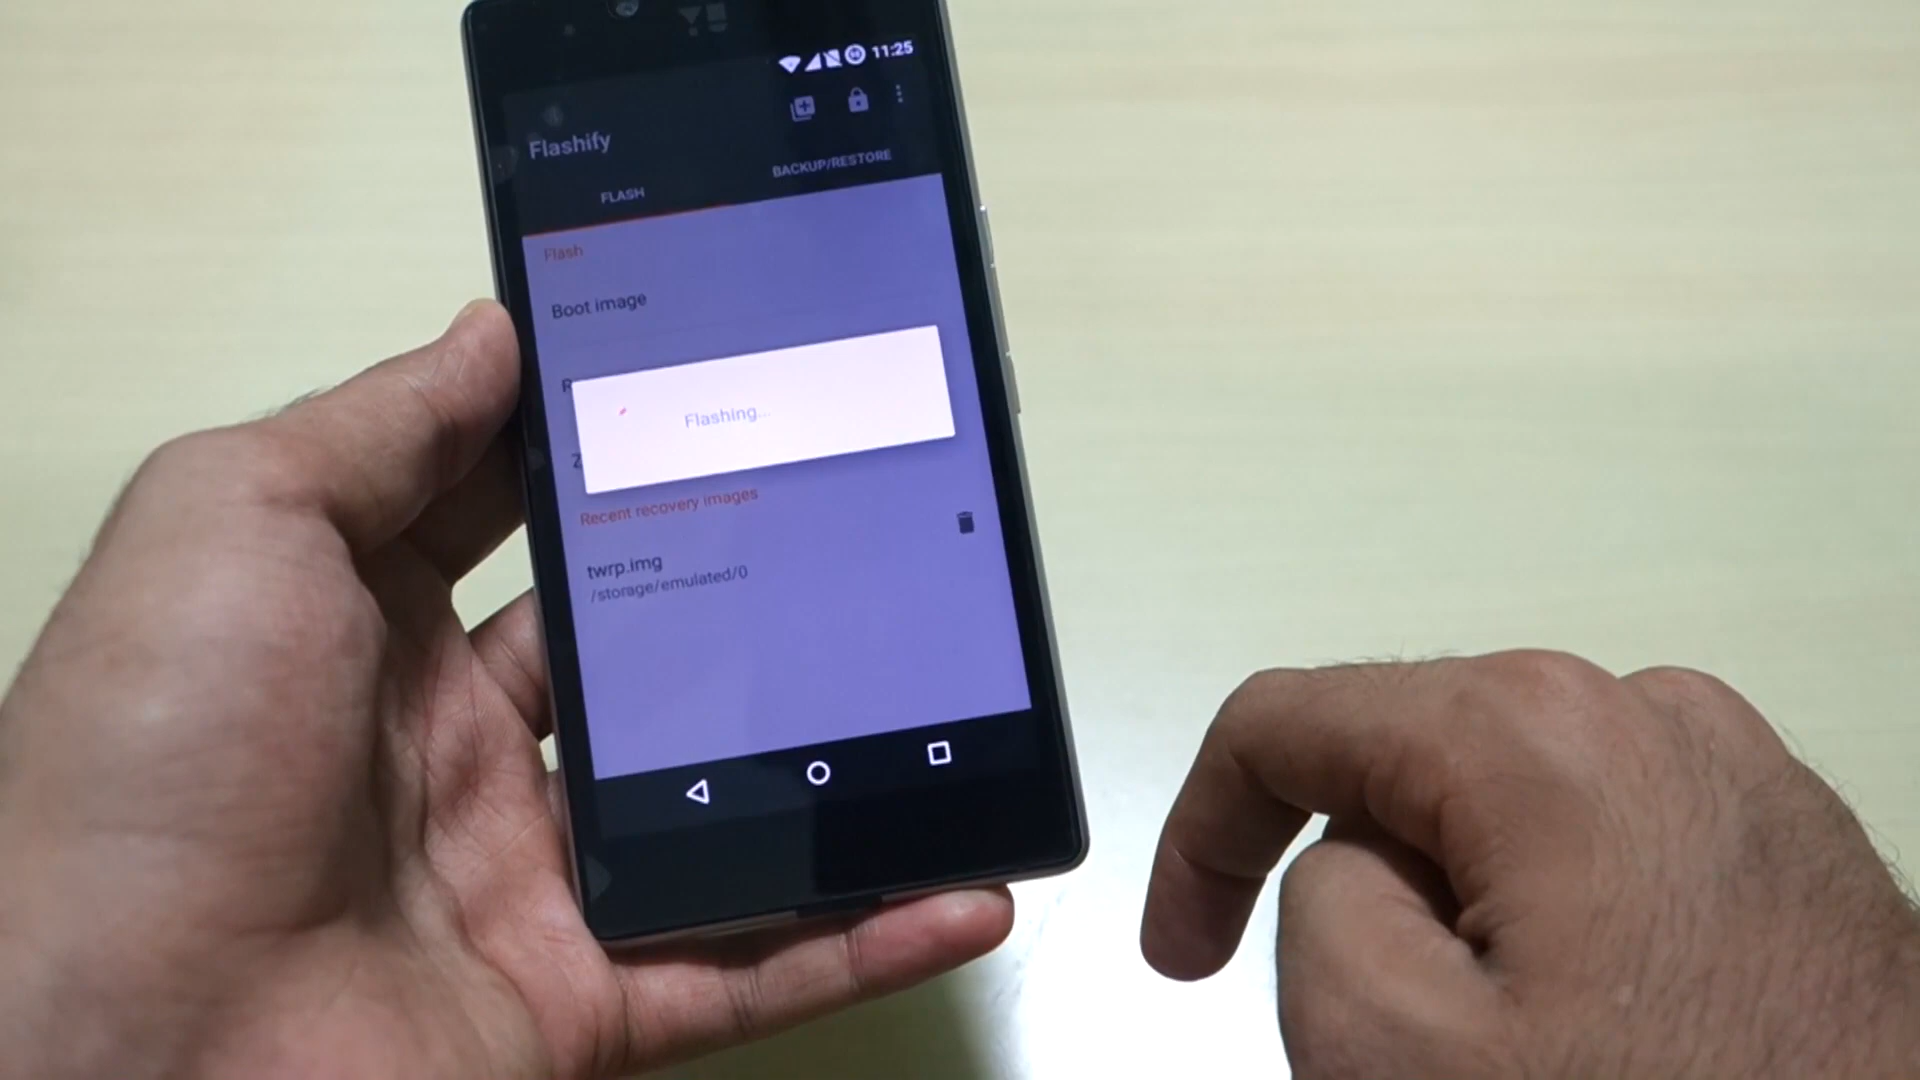 11:25
Flashify
FLASH
BACKUP/RESTORE
Flash
Boot image
R
Flashing...
Z
Recent recovery images
twrp.img
/storage/emulated/0